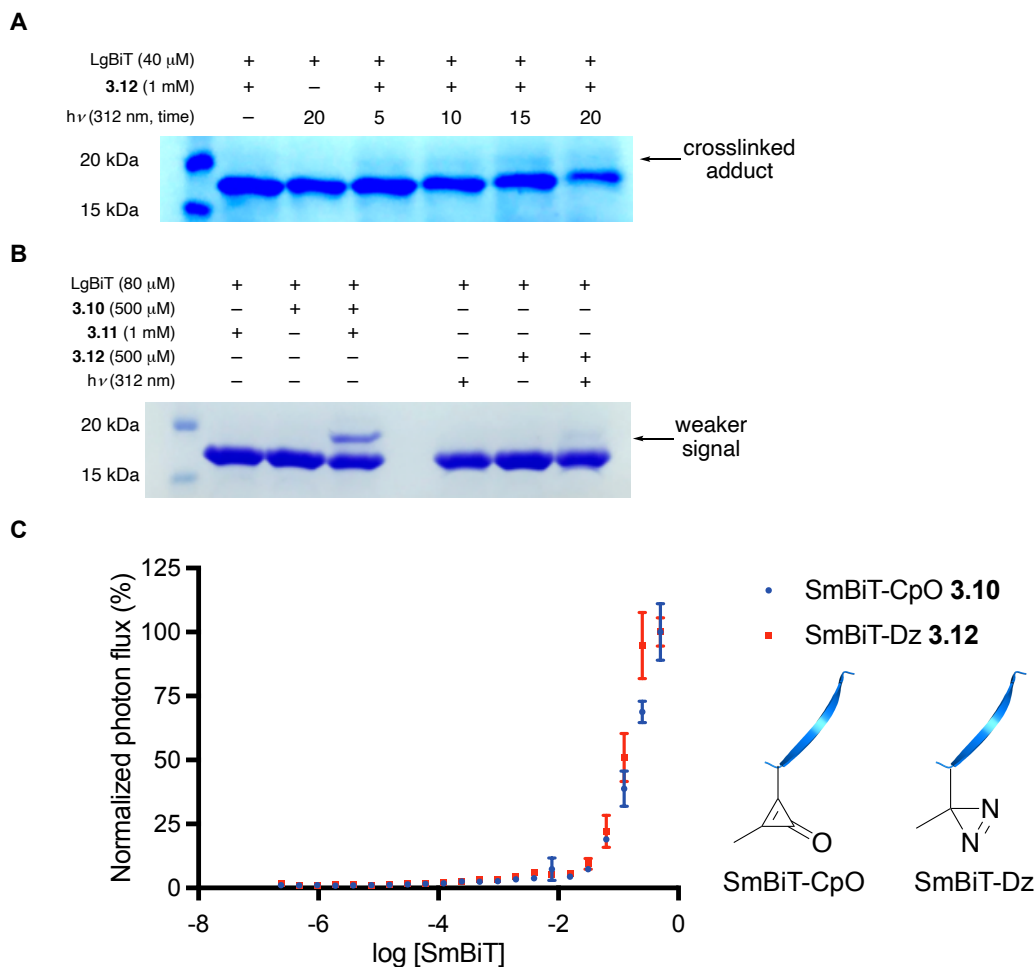 A
LgBiT (40 μM) + + + + + +
3.12 (1 mM) + – + + + +
hν (312 nm, time) – 20 5 10 15 20
20 kDa
15 kDa
crosslinked
adduct
B
LgBiT (80 μM) + + + + + +
3.10 (500 μM) – + + – – –
3.11 (1 mM) + – + – – –
3.12 (500 μM) – – – – + +
hν (312 nm) – – – + – +
20 kDa
15 kDa
weaker
signal
C
Normalized photon flux (%)
125
100
75
50
25
0
-8 -6 -4 -2 0
log [SmBiT]
SmBiT-CpO 3.10
SmBiT-Dz 3.12
O
N
N
SmBiT-CpO SmBiT-Dz